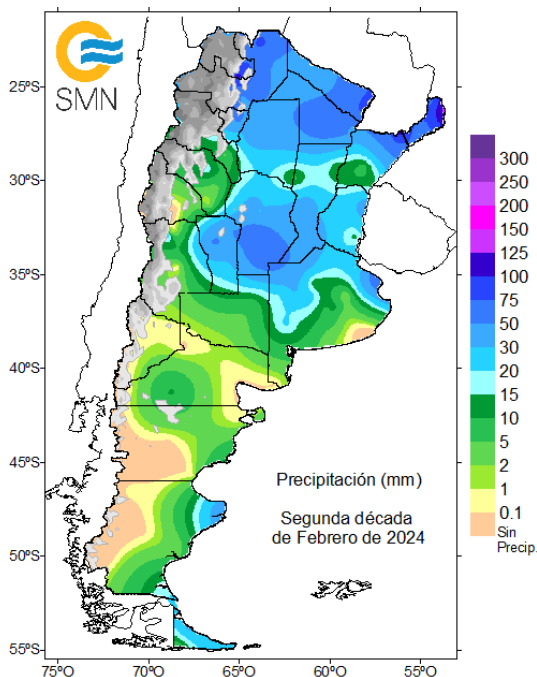 SMN
25ºS
30ºS
35ºS
40ºS
45ºS
50ºS
55ºS
75ºO
70ºO
65ºO
60ºO
55ºO
Precipitación (mm)
Segunda década
de Febrero de 2024
300
250
200
150
125
100
75
50
30
20
15
10
5
2
1
0.1
Sin
Precip.